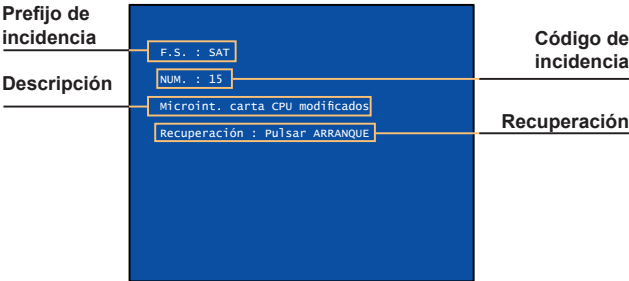 Prefijo de
incidencia
F.S. : SAT
Código de
incidencia
NUM. : 15
Descripción
Microint. carta CPU modificados
Recuperación : Pulsar ARRANQUE
Recuperación